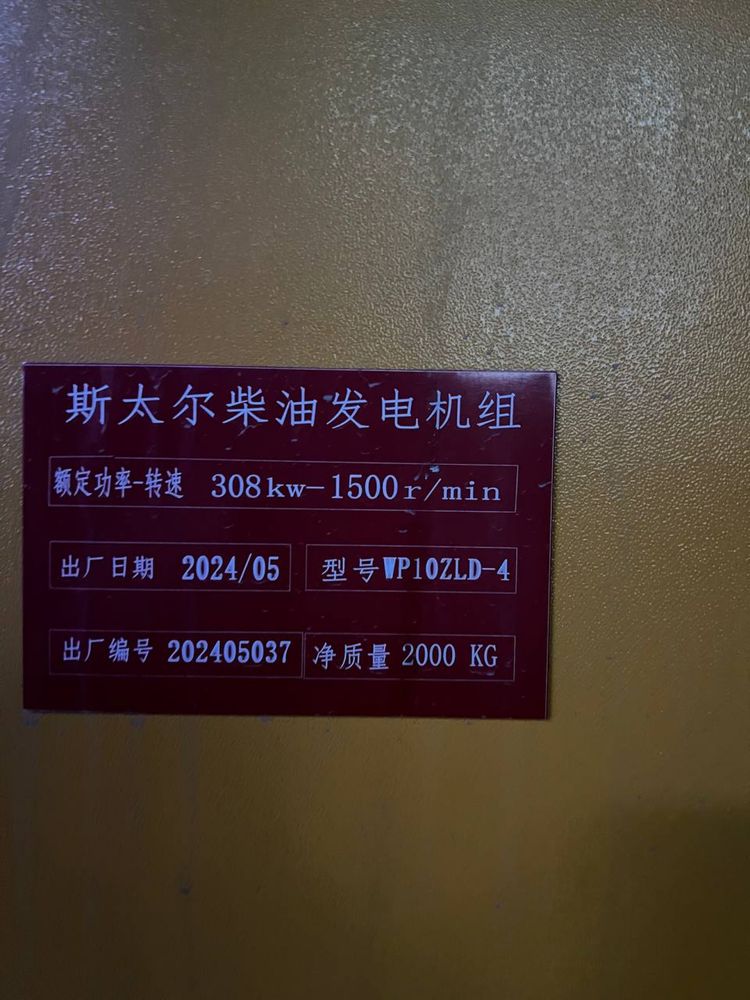 斯太尔柴油发电机组
额定功率-转速 308kw-1500r/min
出厂日期 2024/05 型号WP10ZLD-4
出厂编号 202405037 净质量 2000 KG